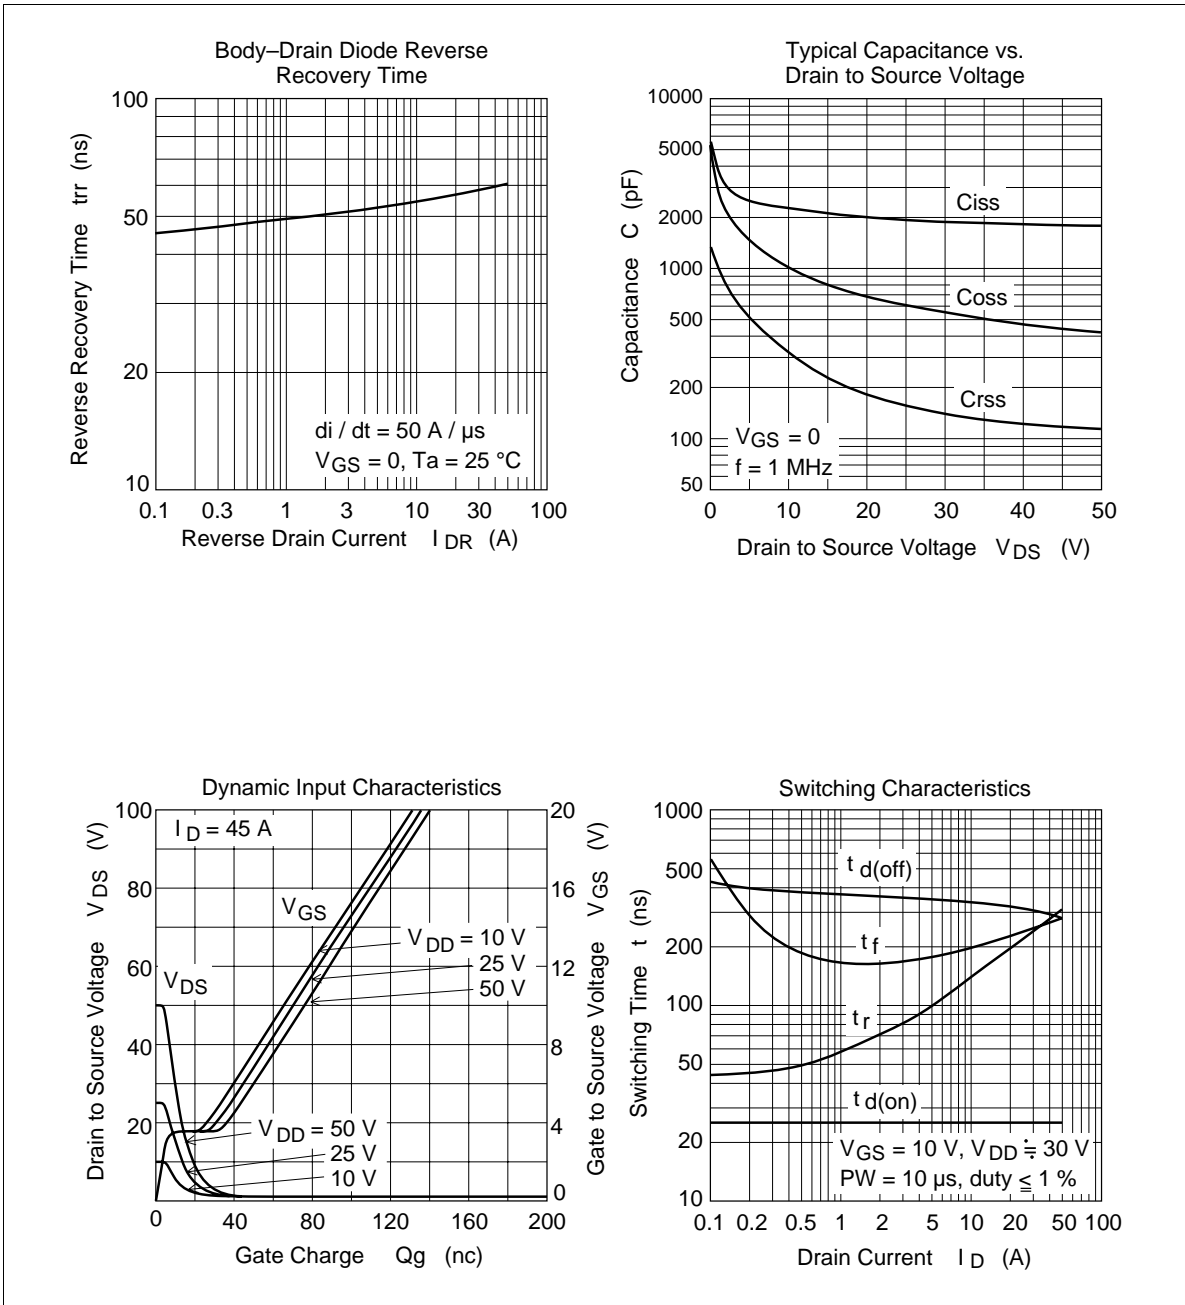 Body–Drain Diode Reverse
Recovery Time
100
50
20
10
Reverse Recovery Time trr (ns)
di / dt = 50 A / µs
VGS = 0, Ta = 25 °C
0.1 0.3 1 3 10 30 100
Reverse Drain Current I DR (A)
Typical Capacitance vs.
Drain to Source Voltage
10000
5000
2000
1000
500
200
100
50
Capacitance C (pF)
Ciss
Coss
Crss
VGS = 0
f = 1 MHz
0 10 20 30 40 50
Drain to Source Voltage VDS (V)
Dynamic Input Characteristics
100
80
60
40
20
Drain to Source Voltage VDS (V)
I D = 45 A
VGS
VDD = 10 V
25 V
50 V
VDS
VDD = 50 V
25 V
10 V
20
16
12
8
4
0
Gate to Source Voltage VGS (V)
0 40 80 120 160 200
Gate Charge Qg (nc)
Switching Characteristics
1000
500
200
100
50
20
10
Switching Time t (ns)
t d(off)
t f
t r
t d(on)
VGS = 10 V, VDD ≒ 30 V
PW = 10 µs, duty ≦ 1 %
0.1 0.2 0.5 1 2 5 10 20 50 100
Drain Current I D (A)